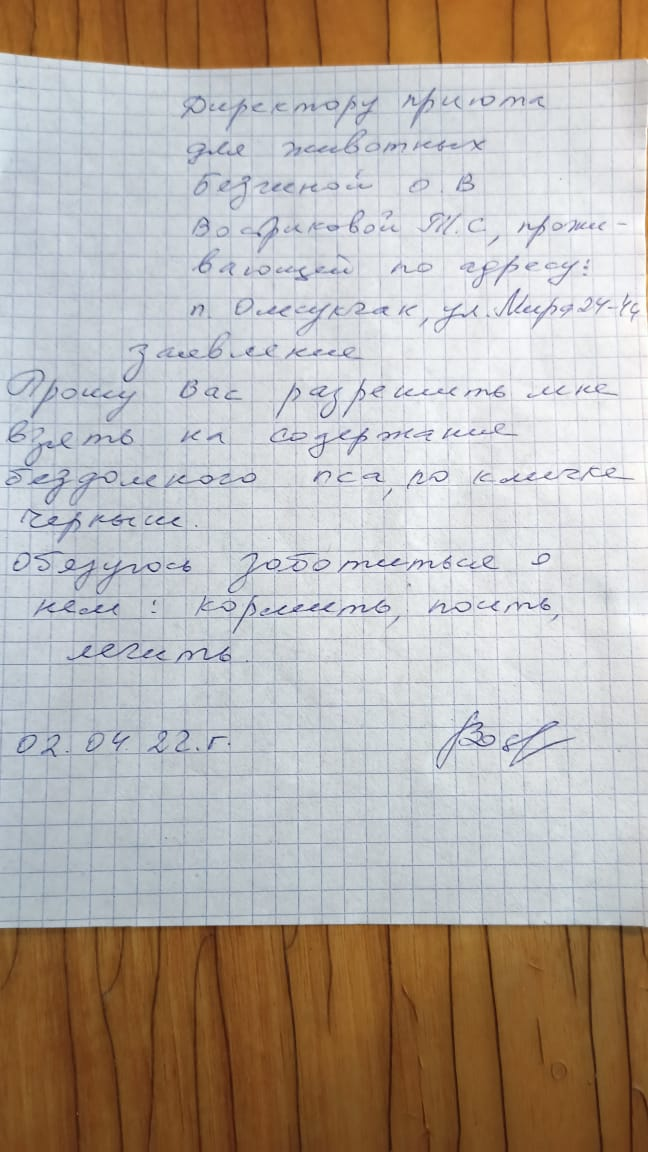 Директору приюта
для животных
Безгиной О.В
Востриковой Т.С, прожи-
вающей по адресу:
п. Омсукчан, ул. Мира 24-44
заявление
Прошу Вас разрешить мне
взять на содержание
бездомного пса, по кличке
Черныш.
Обязуюсь заботиться о
нем: кормить, поить,
лечить.
02.04.22.г.